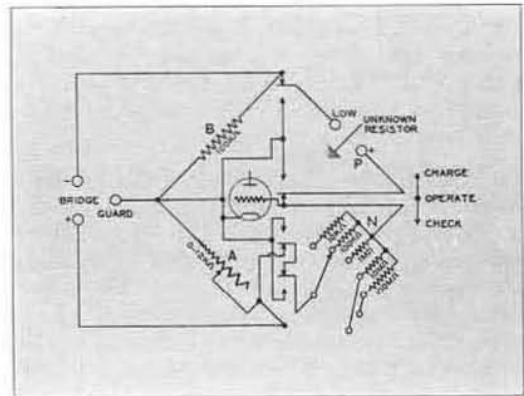 B
LOW
UNKNOWN
RESISTOR
P +
-
BRIDGE
GUARD
+
CHARGE
OPERATE
CHECK
N
A